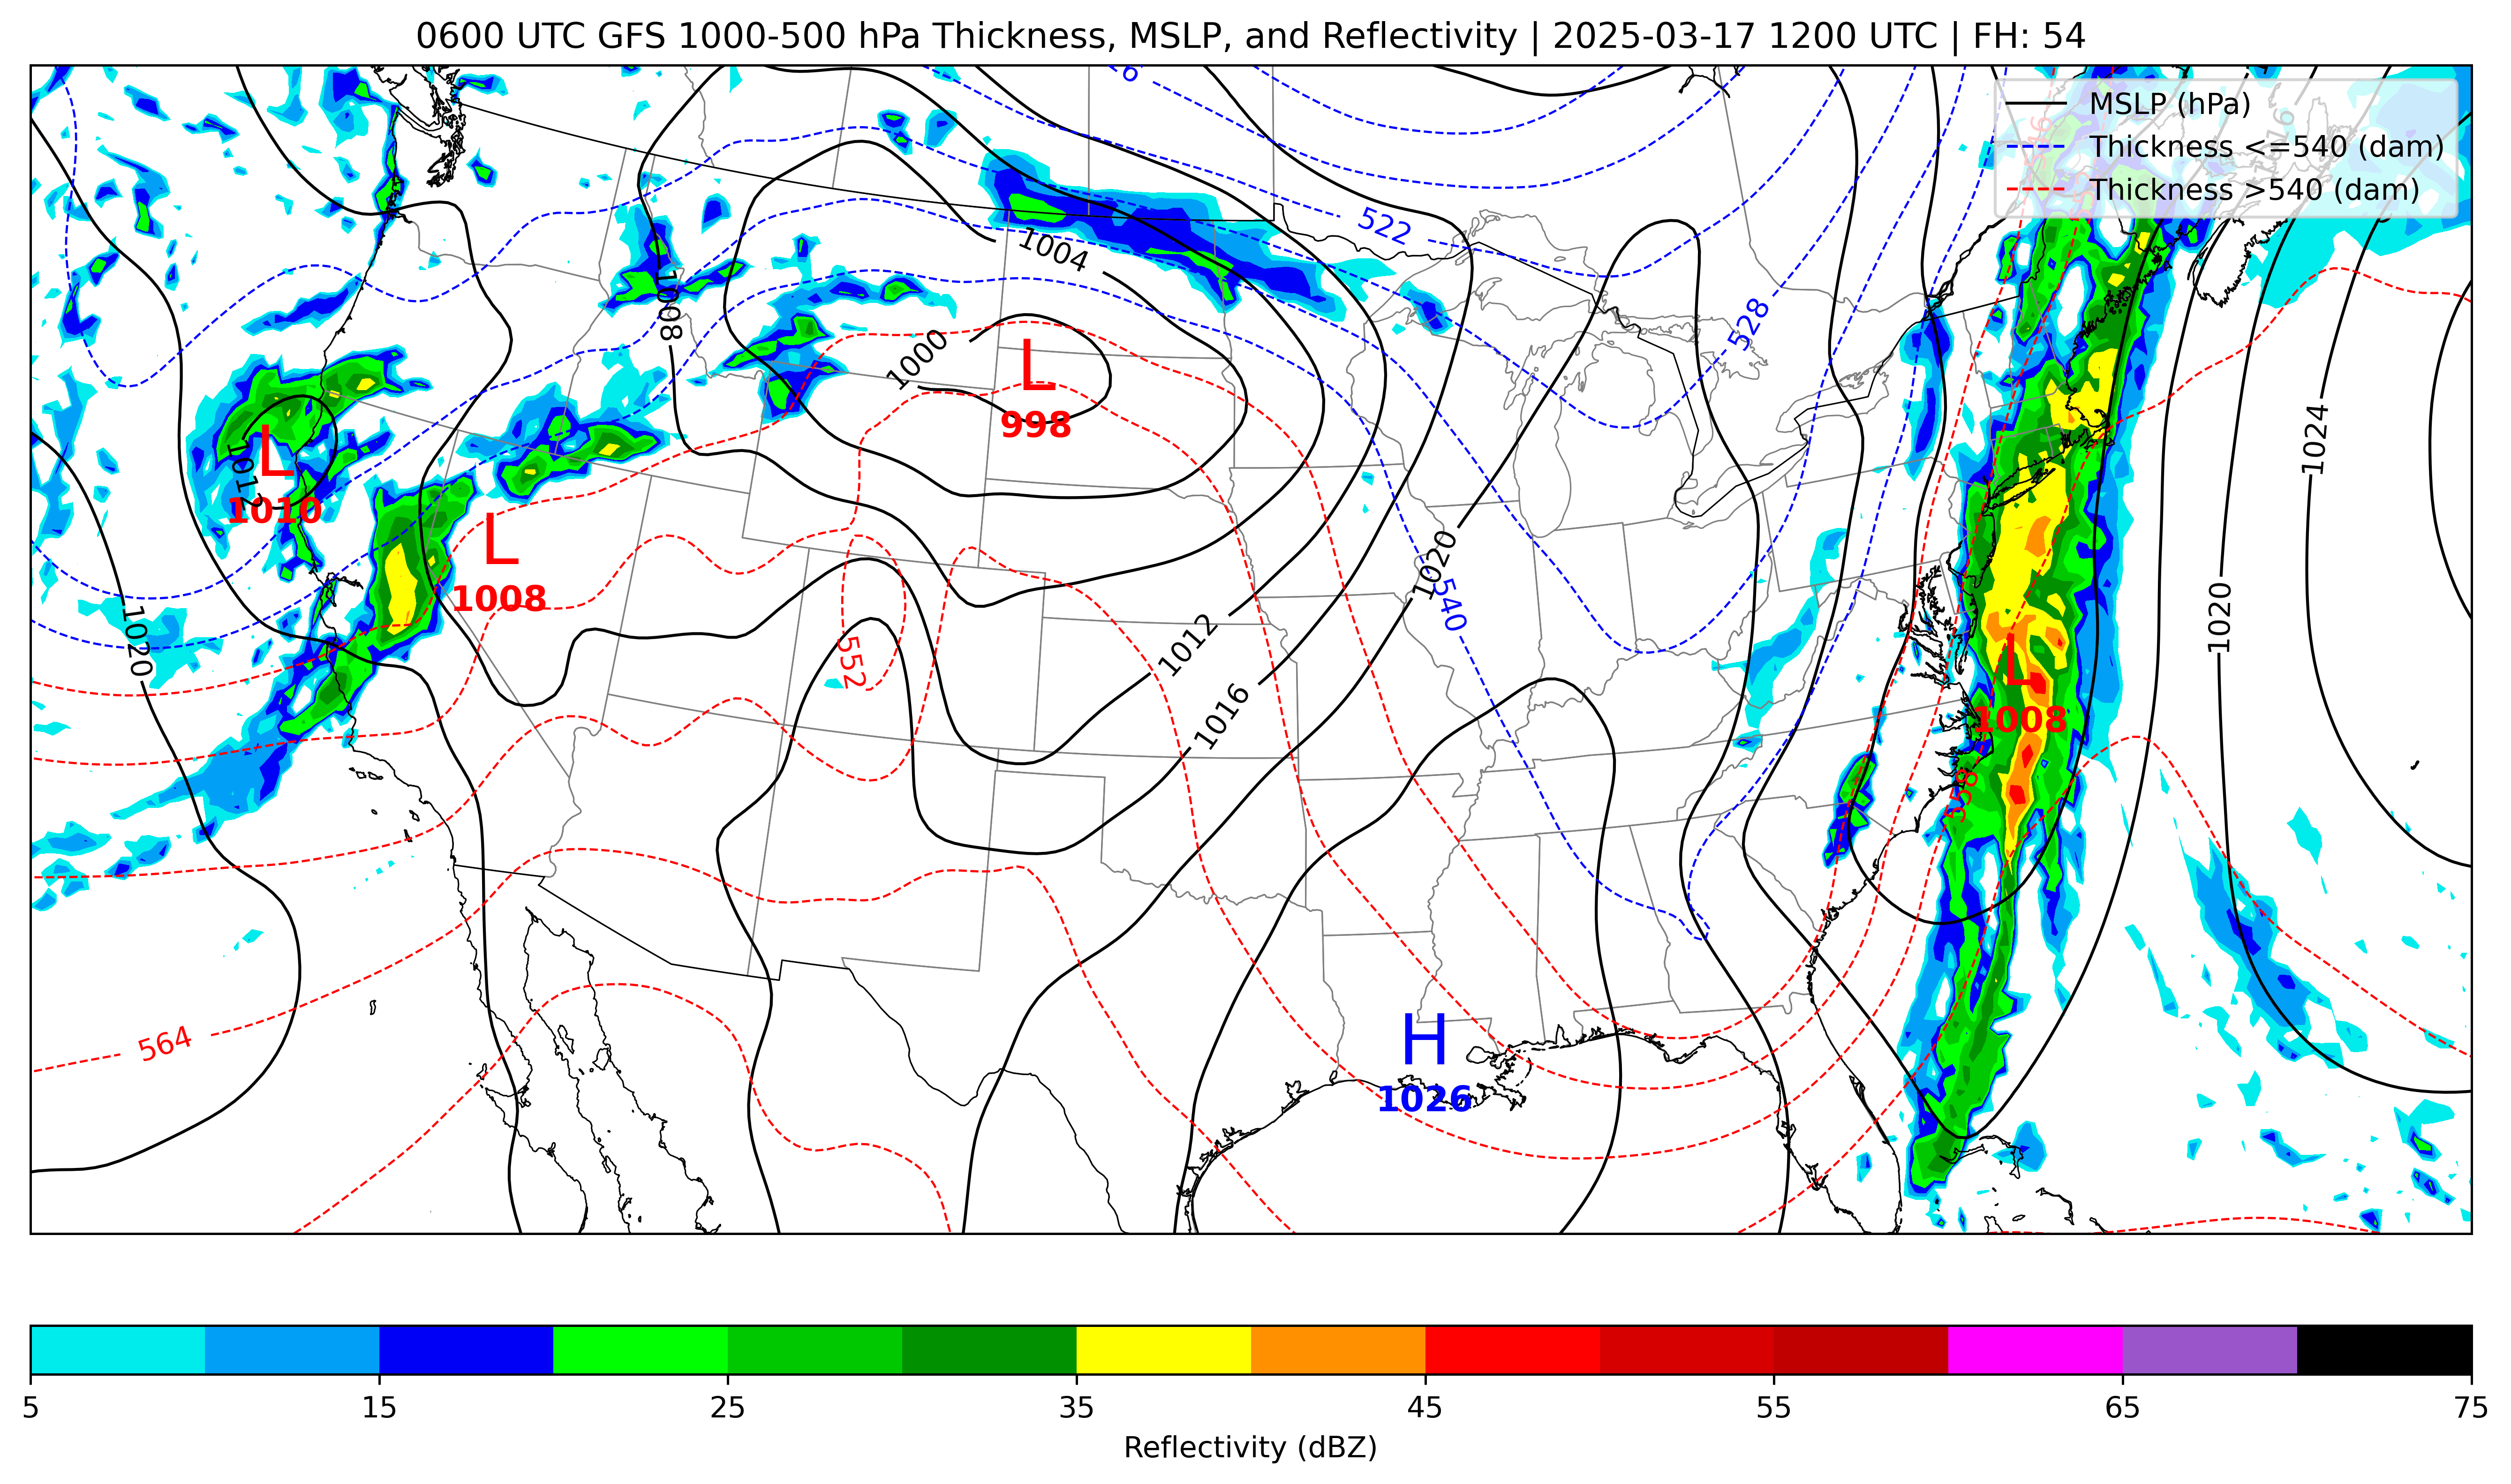 0600 UTC GFS 1000-500 hPa Thickness, MSLP, and Reflectivity | 2025-03-17 1200 UTC | FH: 54
MSLP (hPa)
Thickness <=540 (dam)
Thickness >540 (dam)
522
1004
1008
528
1000
L
998
1024
L
1012
1010
L
1008
1020
540
1020
1020
1012
552
L
1008
1016
558
564
H
1026
5
15
25
35
45
55
65
75
Reflectivity (dBZ)